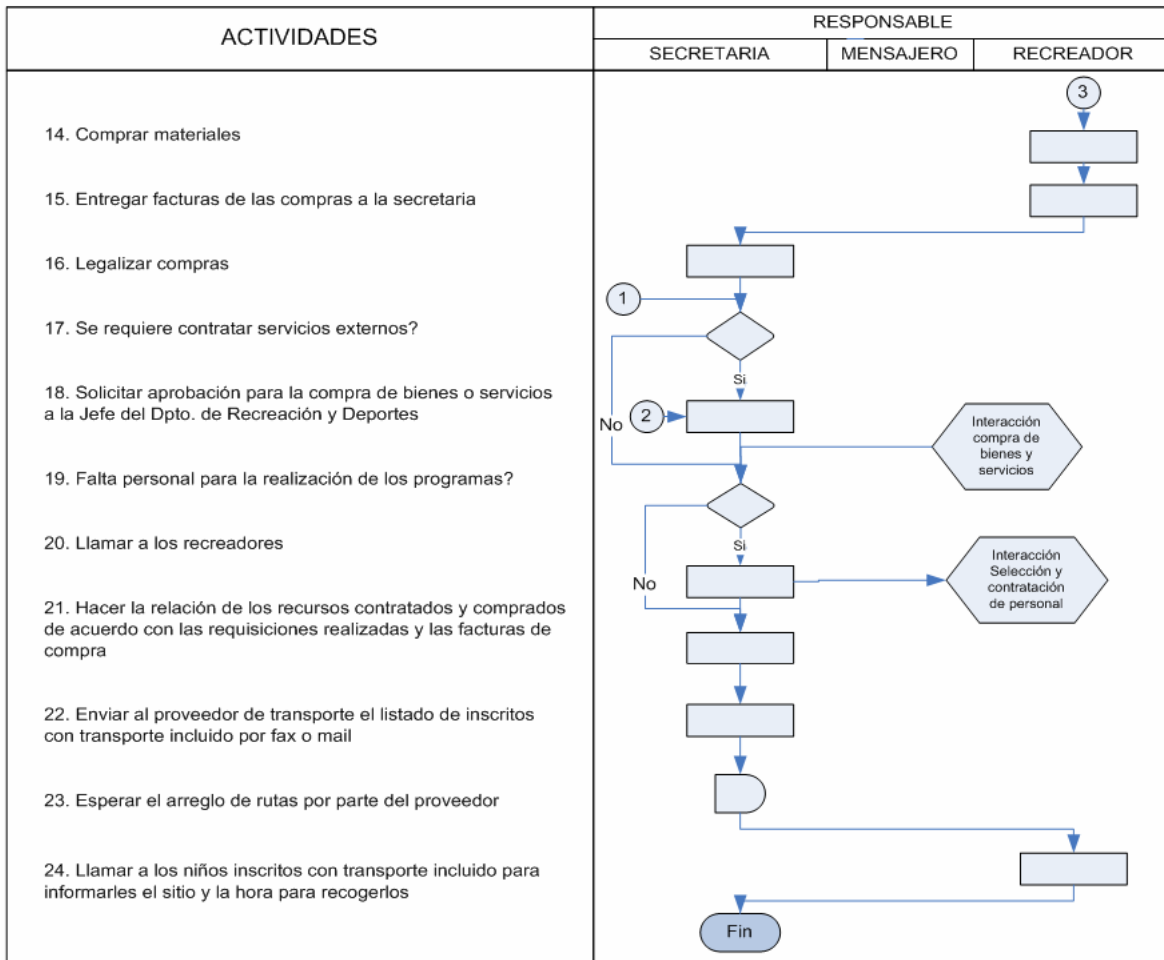 ACTIVIDADES
RESPONSABLE
SECRETARIA
MENSAJERO
RECREADOR
3
14. Comprar materiales
15. Entregar facturas de las compras a la secretaria
16. Legalizar compras
1
17. Se requiere contratar servicios externos?
Si
18. Solicitar aprobación para la compra de bienes o servicios
a la Jefe del Dpto. de Recreación y Deportes
No
2
Interacción
compra de
bienes y
servicios
19. Falta personal para la realización de los programas?
Si
20. Llamar a los recreadores
No
Interacción
Selección y
contratación
de personal
21. Hacer la relación de los recursos contratados y comprados
de acuerdo con las requisiciones realizadas y las facturas de
compra
22. Enviar al proveedor de transporte el listado de inscritos
con transporte incluido por fax o mail
23. Esperar el arreglo de rutas por parte del proveedor
24. Llamar a los niños inscritos con transporte incluido para
informarles el sitio y la hora para recogerlos
Fin